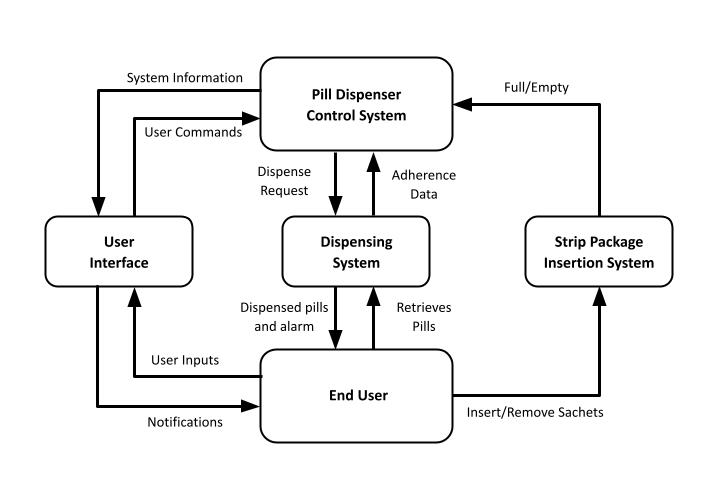 System Information
Pill Dispenser
Control System
Full/Empty
User Commands
Dispense
Request
Adherence
Data
User
Interface
Dispensing
System
Strip Package
Insertion System
Dispensed pills
and alarm
Retrieves
Pills
User Inputs
End User
Insert/Remove Sachets
Notifications